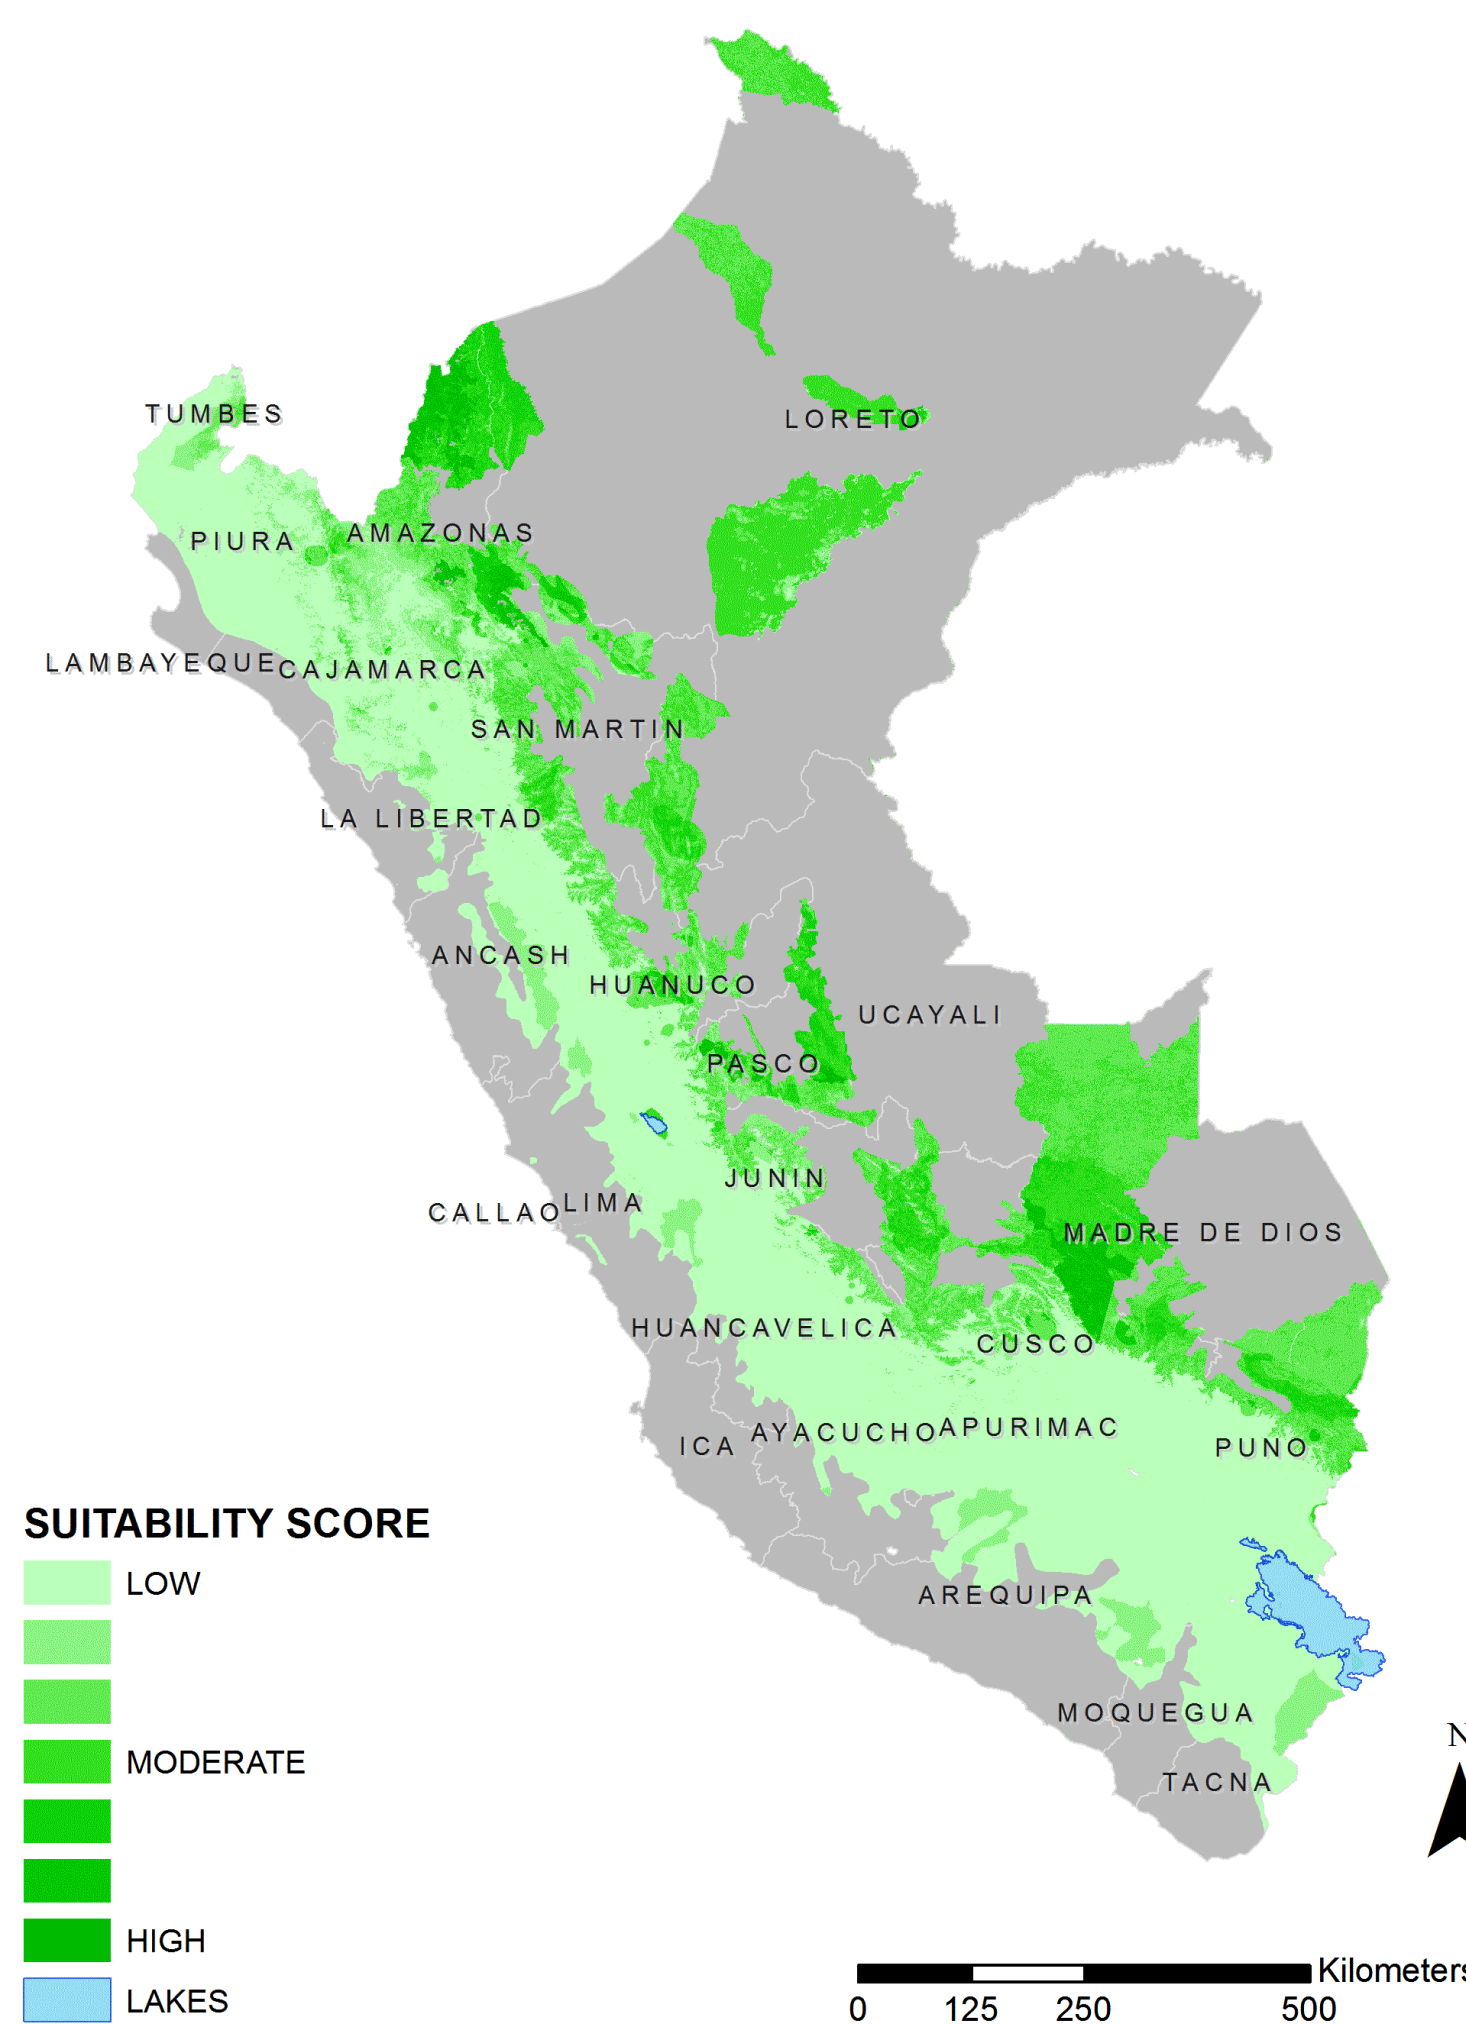 TUMBES
LORETO
PIURA
AMAZONAS
LAMBAYEQUE
CAJAMARCA
SAN MARTIN
LA LIBERTAD
ANCASH
HUANUCO
UCAYALI
PASCO
JUNIN
CALLAO
LIMA
MADRE DE DIOS
HUANCAVELICA
CUSCO
ICA
AYACUCHO
APURIMAC
PUNO
AREQUIPA
MOQUEGUA
TACNA
SUITABILITY SCORE
LOW
MODERATE
HIGH
LAKES
N
Kilometers
0 125 250 500